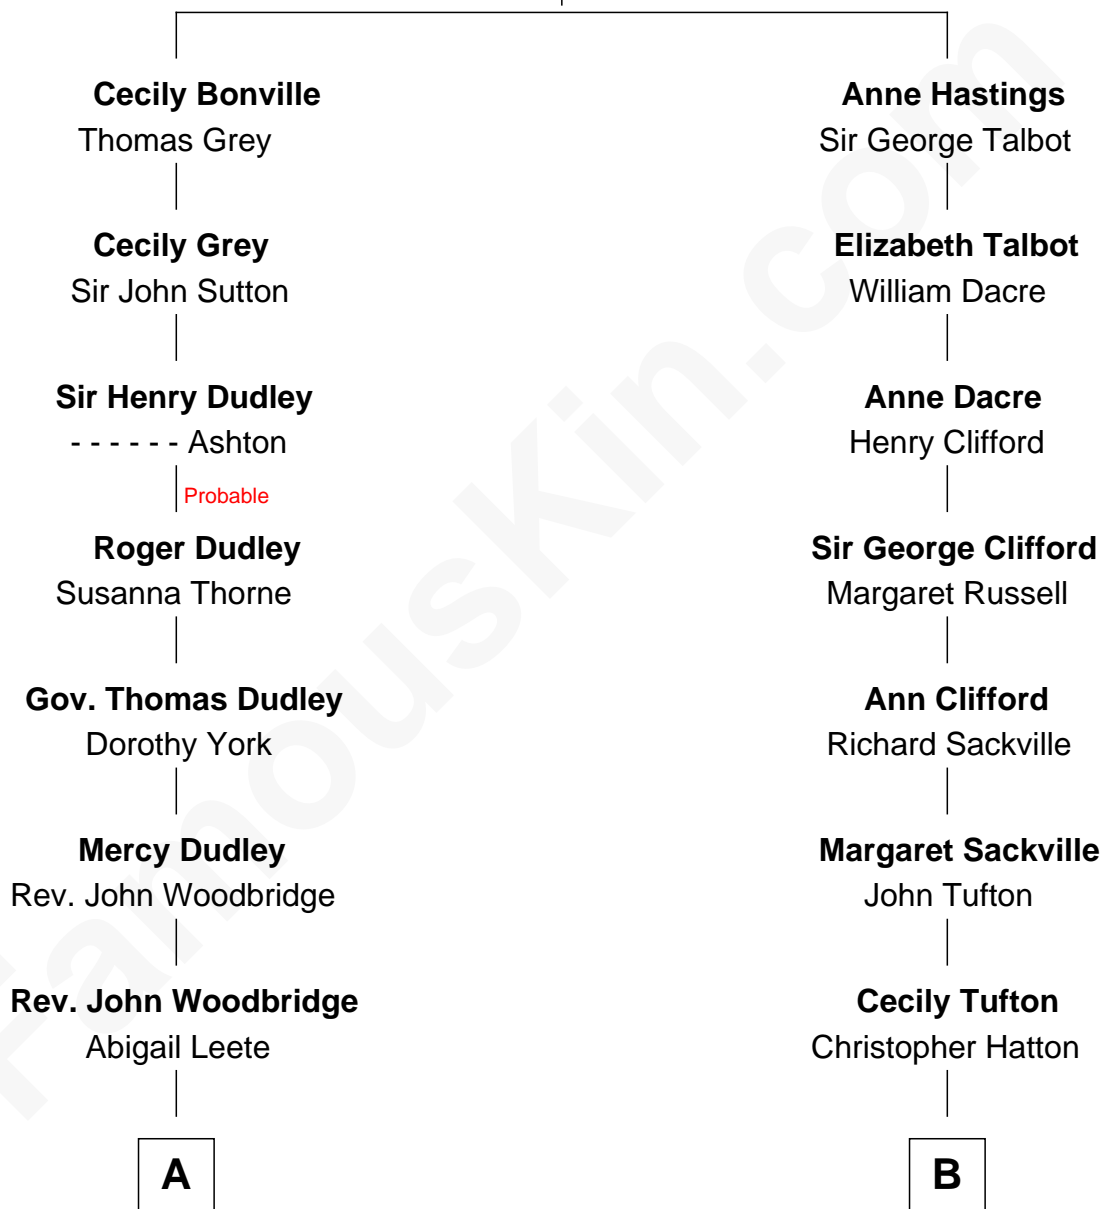 Cecily Bonville
Thomas Grey
Cecily Grey
Sir John Sutton
Sir Henry Dudley
- - - - - - Ashton
Probable
Roger Dudley
Susanna Thorne
Gov. Thomas Dudley
Dorothy York
Mercy Dudley
Rev. John Woodbridge
Rev. John Woodbridge
Abigail Leete
A
Anne Hastings
Sir George Talbot
Elizabeth Talbot
William Dacre
Anne Dacre
Henry Clifford
Sir George Clifford
Margaret Russell
Ann Clifford
Richard Sackville
Margaret Sackville
John Tufton
Cecily Tufton
Christopher Hatton
B
FamousKin.com